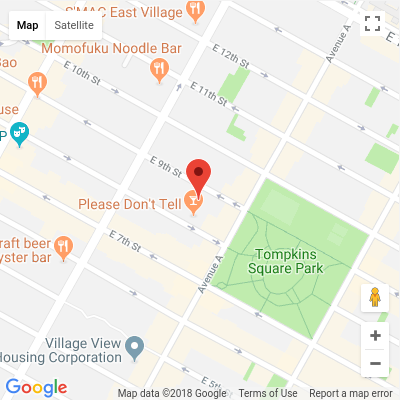 S'MAC East Village
Map
Satellite
Momofuku Noodle Bar
Bao
E 12th St
Avenue A
E 10th St
E 11th St
use
P
E 9th St
Please Don't Tell
E 7th St
raft beer
yster bar
Tompkins
Square Park
Avenue A
Village View
Housing Corporation
E 5th
Google
Map data ©2018 Google
Terms of Use
Report a map error